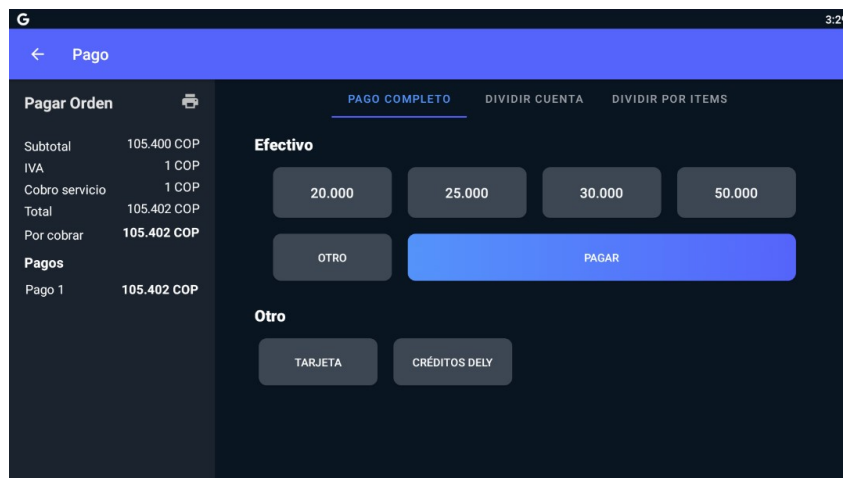 G 3:29
Pago
Pagar Orden
Subtotal 105.400 COP
IVA 1 COP
Cobro servicio 1 COP
Total 105.402 COP
Por cobrar 105.402 COP
Pagos
Pago 1 105.402 COP
PAGO COMPLETO DIVIDIR CUENTA DIVIDIR POR ITEMS
Efectivo
20.000 25.000 30.000 50.000
OTRO PAGAR
Otro
TARJETA CRÉDITOS DELY